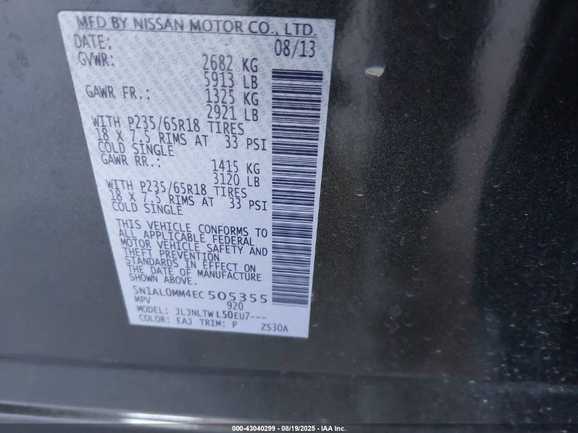 MFD BY NISSAN MOTOR CO., LTD.
DATE: 08/13
GVWR: 2682 KG
5913 LB
GAWR FR.: 1325 KG
2921 LB
WITH P235/65R18 TIRES
18 X 7.5 RIMS AT 33 PSI
COLD SINGLE
GAWR RR.: 1415 KG
3120 LB
WITH P235/65R18 TIRES
18 X 7.5 RIMS AT 33 PSI
COLD SINGLE
THIS VEHICLE CONFORMS TO
ALL APPLICABLE FEDERAL
MOTOR VEHICLE SAFETY AND
THEFT PREVENTION
STANDARDS IN EFFECT ON
THE DATE OF MANUFACTURE
SHOWN ABOVE.
5N1AL0MM4EC505355
MPV 920
MODEL: JLJNLTWL50EU7---
COLOR: EAJ TRIM: P ZS30A
000-43040299 - 08/19/2025 - IAA Inc.